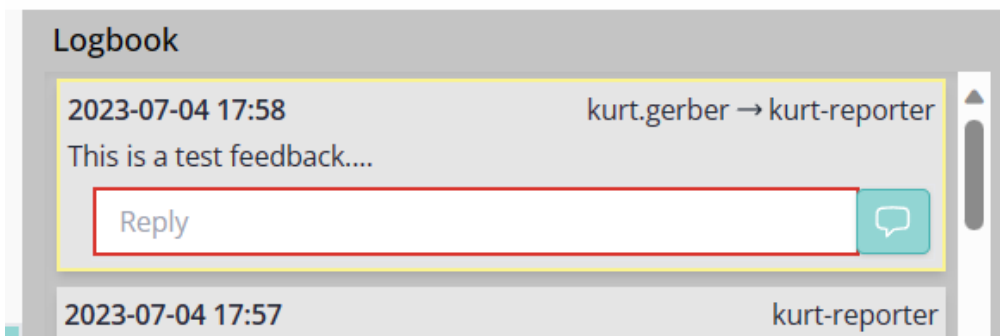 Logbook
2023-07-04 17:58 kurt.gerber → kurt-reporter
This is a test feedback....
Reply
2023-07-04 17:57 kurt-reporter